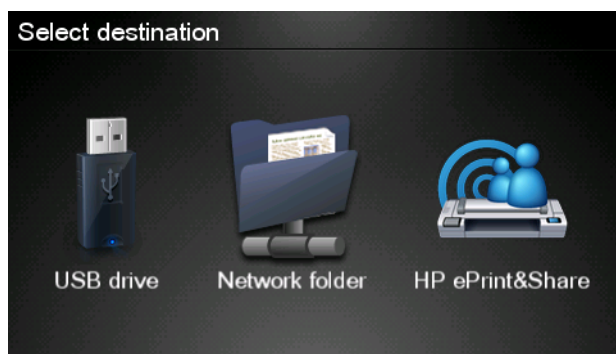 Select destination
USB drive
Network folder
HP ePrint&Share